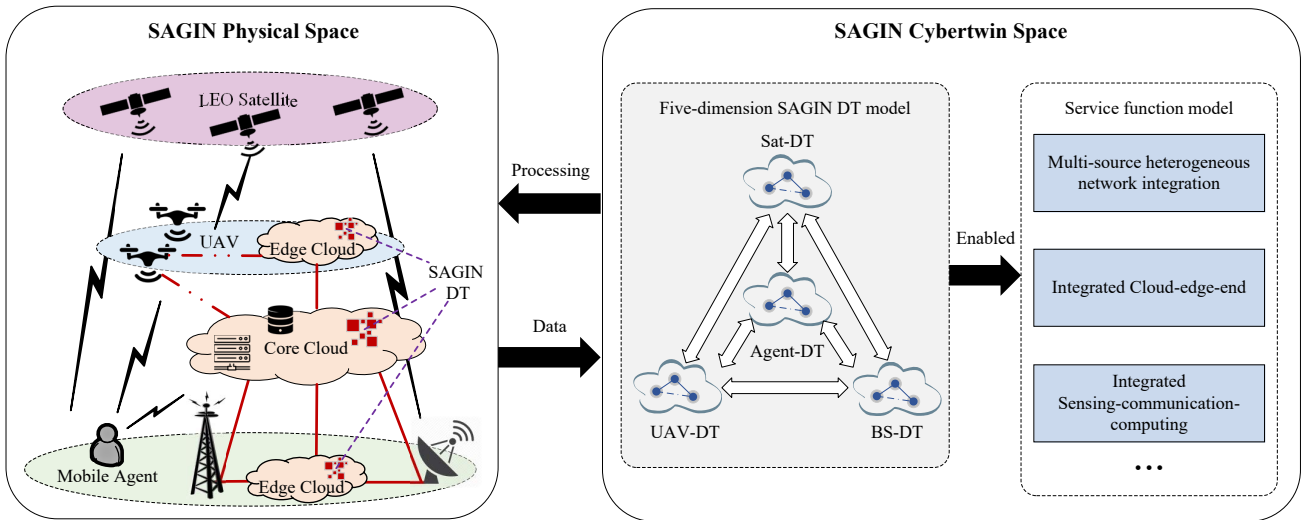 SAGIN Physical Space
LEO Satellite
UAV
Edge Cloud
SAGIN
DT
Core Cloud
Mobile Agent
Edge Cloud
Processing
Data
SAGIN Cybertwin Space
Five-dimension SAGIN DT model
Sat-DT
Agent-DT
UAV-DT
BS-DT
Enabled
Service function model
Multi-source heterogeneous
network integration
Integrated Cloud-edge-end
Integrated
Sensing-communication-
computing
...